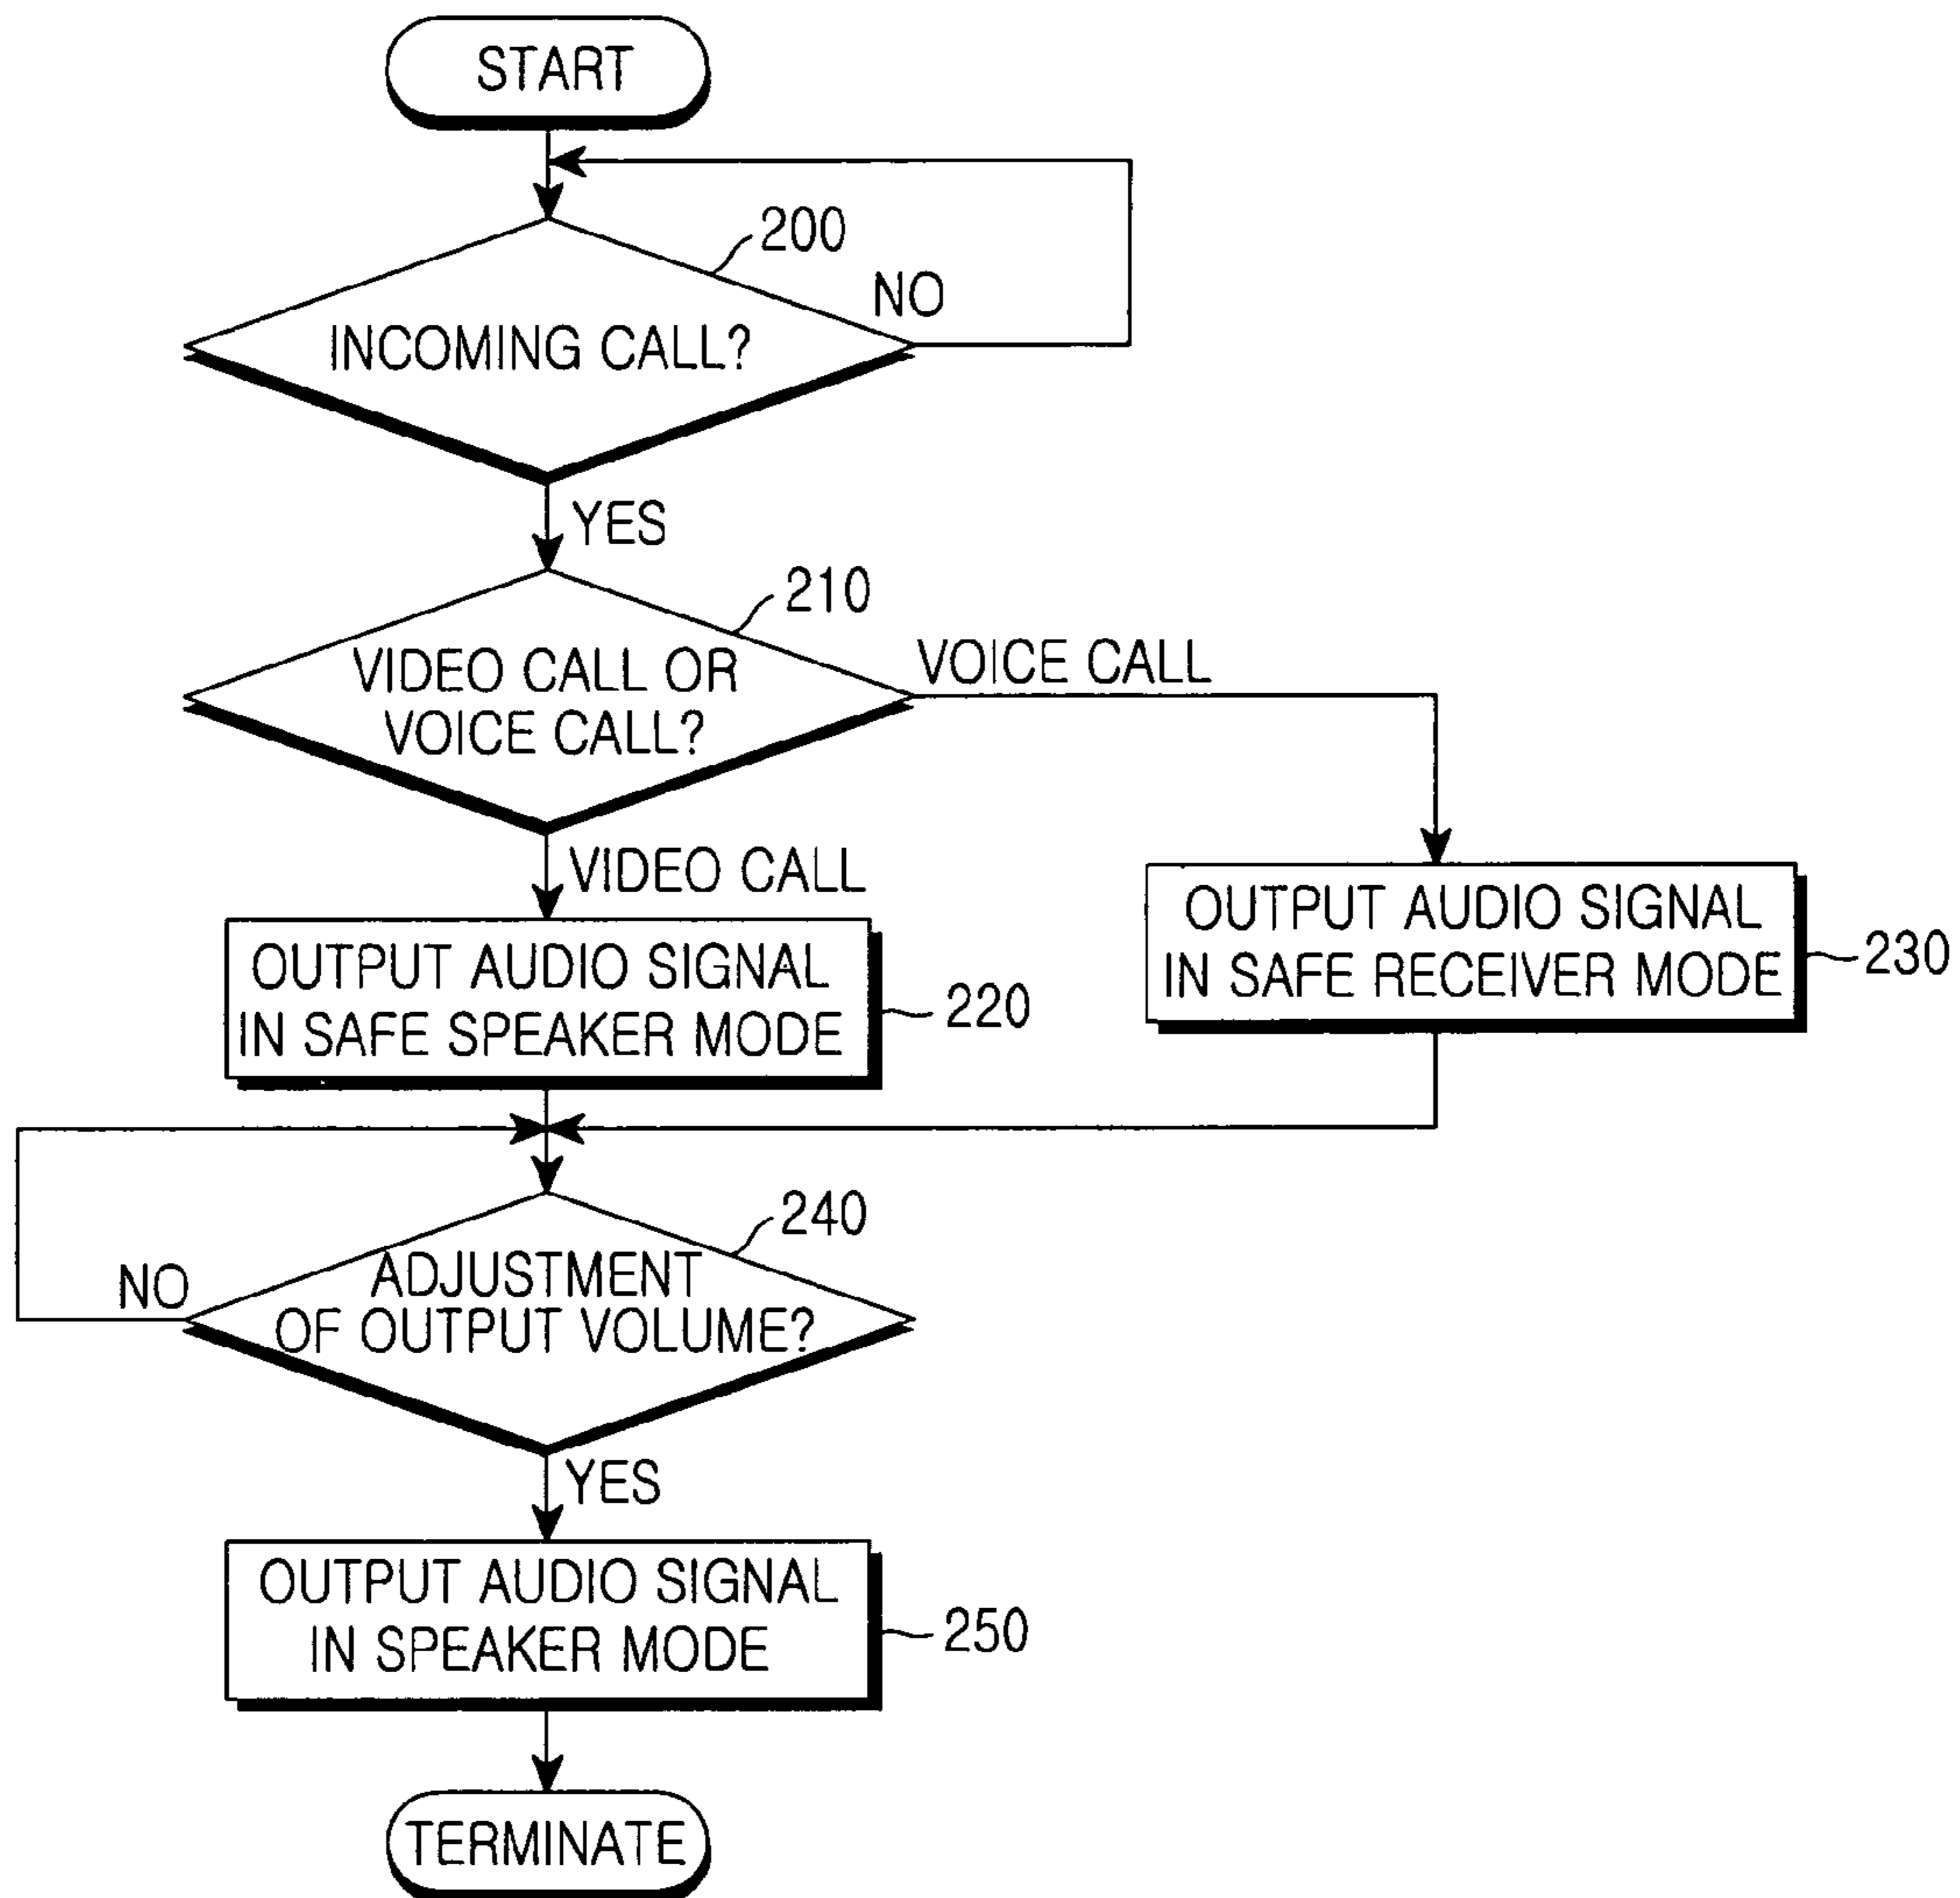 START
200
NO
INCOMING CALL?
YES
210
VIDEO CALL OR
VOICE CALL?
VOICE CALL
VIDEO CALL
OUTPUT AUDIO SIGNAL
IN SAFE RECEIVER MODE
230
OUTPUT AUDIO SIGNAL
IN SAFE SPEAKER MODE
220
240
NO
ADJUSTMENT
OF OUTPUT VOLUME?
YES
OUTPUT AUDIO SIGNAL
IN SPEAKER MODE
250
TERMINATE